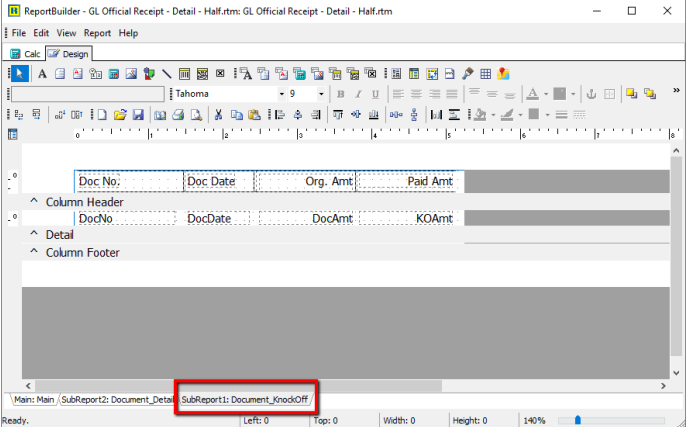 ReportBuilder - GL Official Receipt - Detail - Half.rtm: GL Official Receipt - Detail - Half.rtm
File Edit View Report Help
Calc Design
Tahoma 9 B I U
0 1 2 3 4 5 6 7 8
0 Doc No. Doc Date Org. Amt Paid Amt
^ Column Header
0 DocNo DocDate DocAmt KOAmt
^ Detail
^ Column Footer
Main: Main SubReport2: Document_Detail SubReport1: Document_KnockOff
Ready. Left: 0 Top: 0 Width: 0 Height: 0 140%